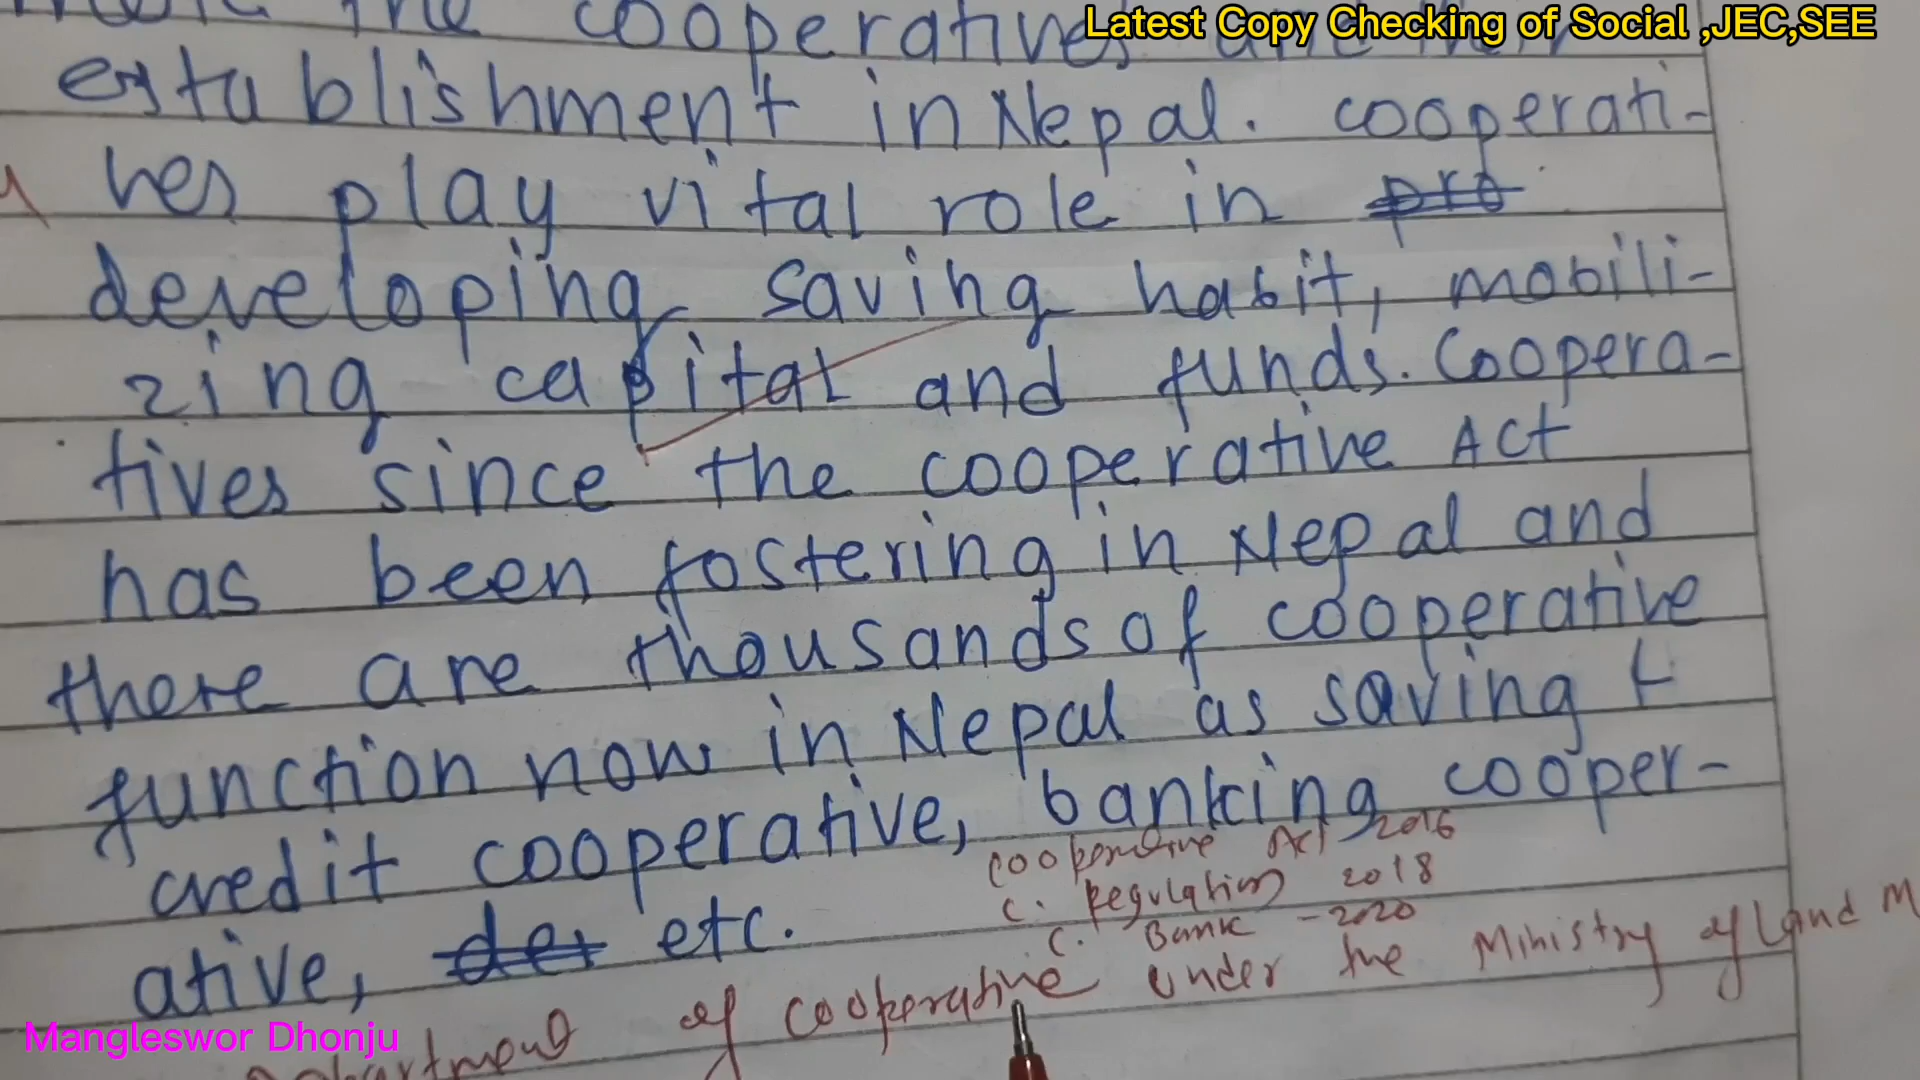 Latest Copy Checking of Social ,JEC,SEE
the cooperatives
establishment in Nepal. cooperati-
ves play vital role in pro
developing saving habit, mobili-
zing capital and funds. Coopera-
tives since the cooperative Act
has been fostering in Nepal and
there are thousands of cooperative
function now in Nepal as saving &
credit cooperative, banking cooper-
ative, etc.
cooperative Act 2016
C. Regulation 2018
C. Bank - 2020
Department of cooperative under the Ministry of Land M
Mangleswor Dhonju